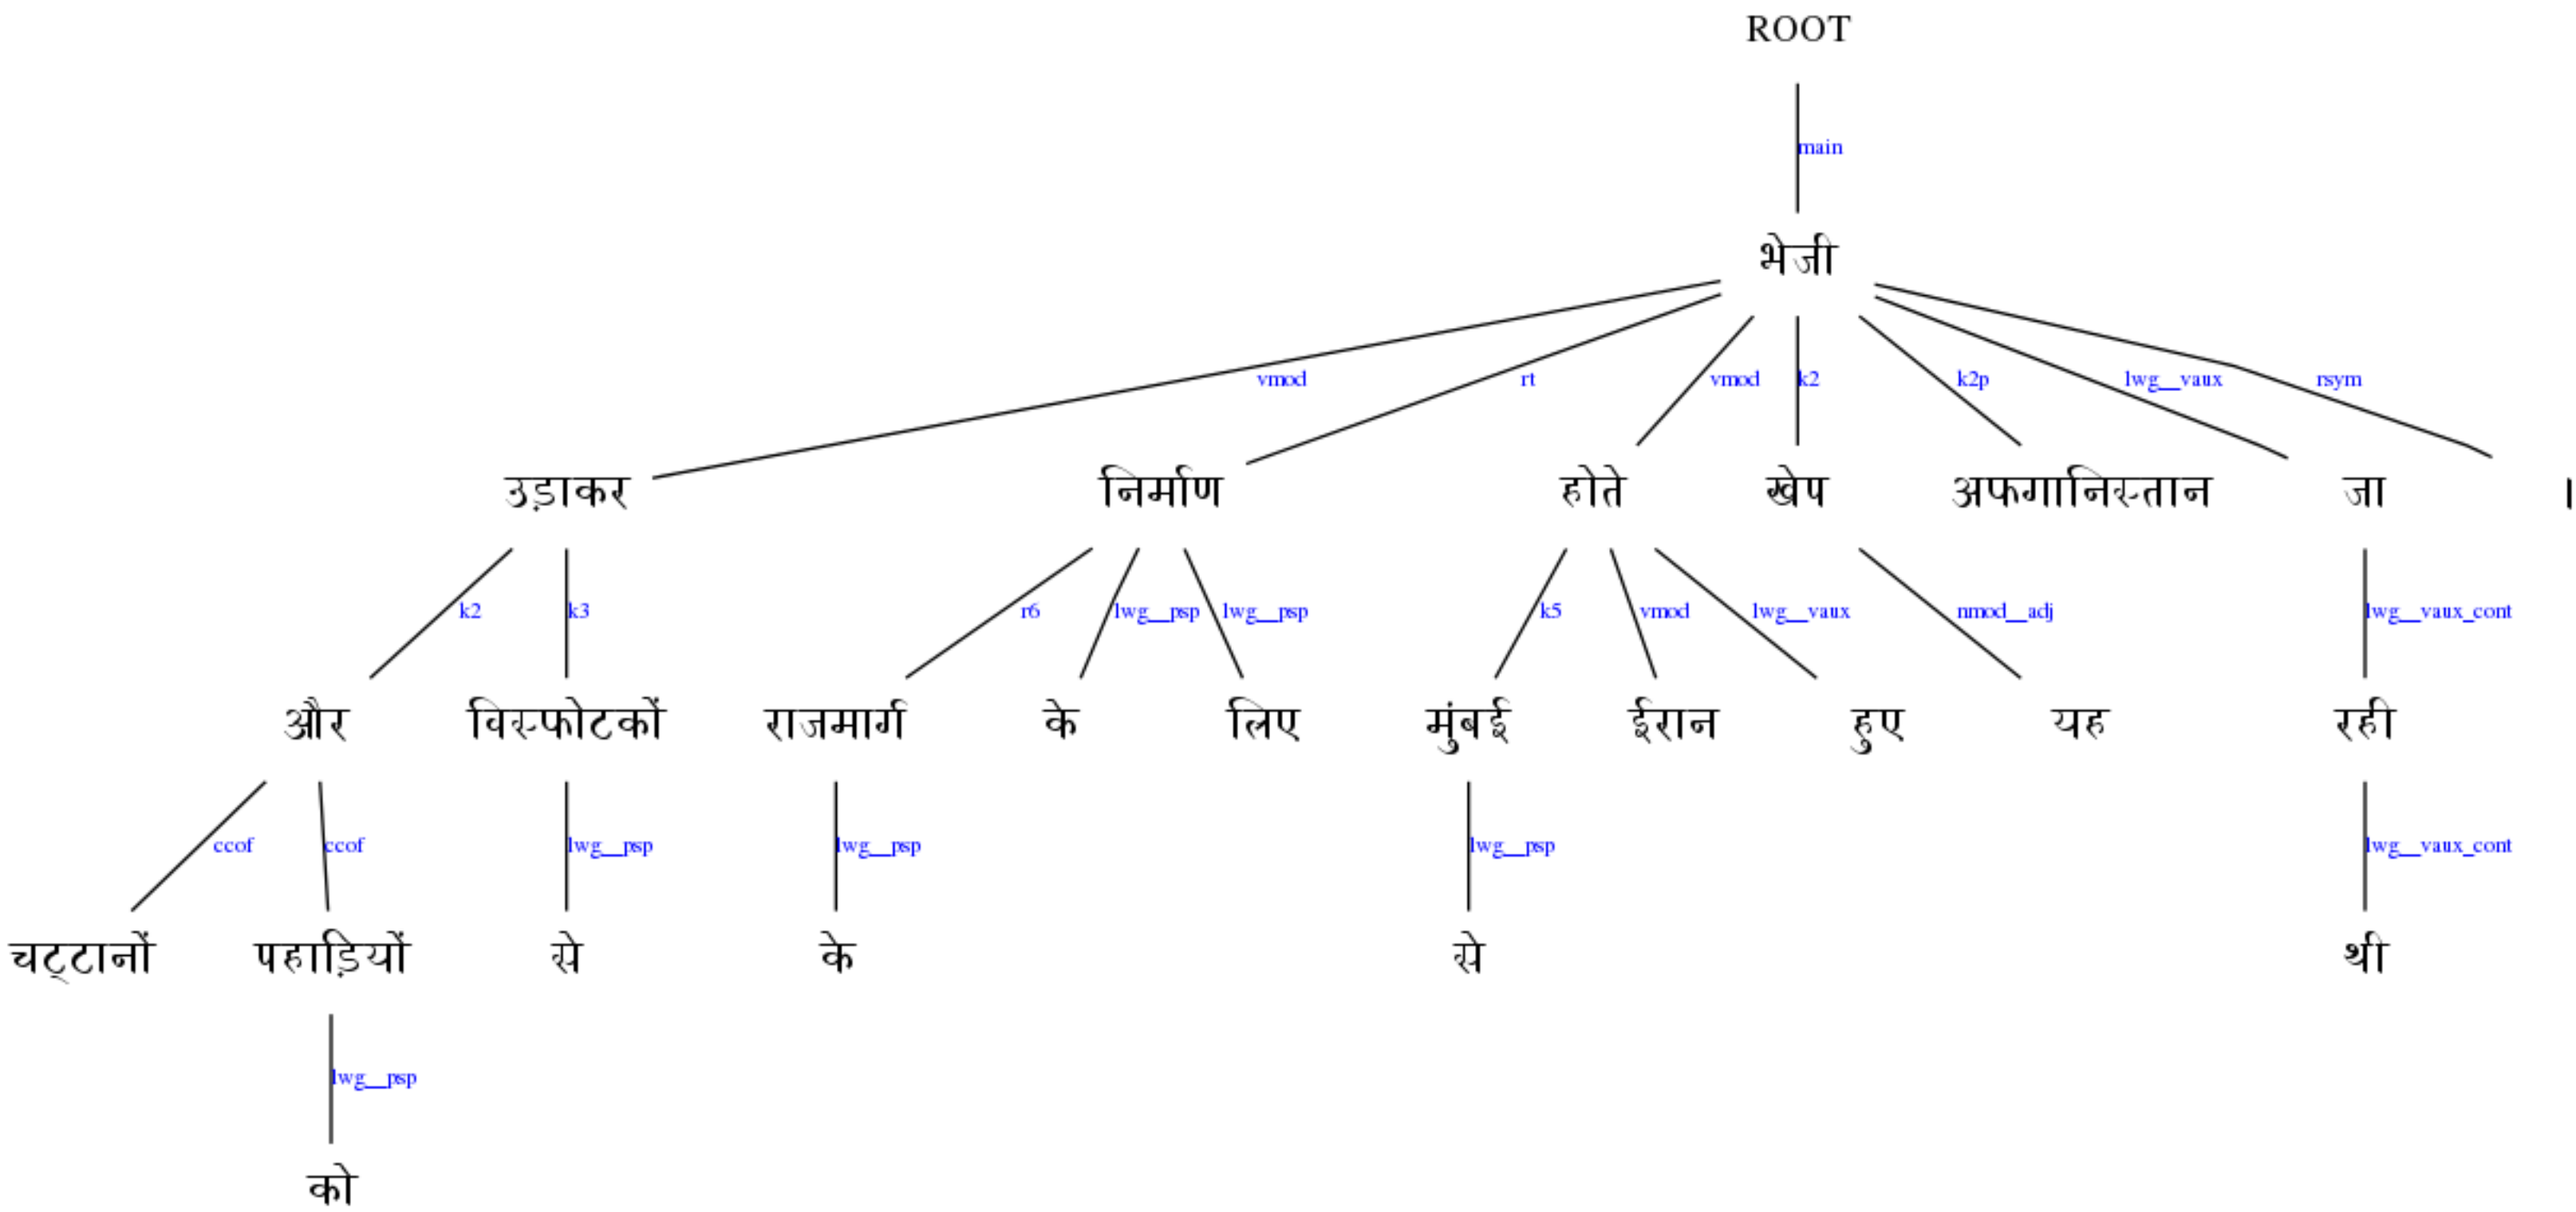 ROOT
main
भेजी
vmod rt vmod k2 k2p lwg__vaux rsym
उड़ाकर निर्माण होते खेप अफगानिस्तान जा ।
k2 k3 r6 lwg__psp lwg__psp k5 vmod lwg__vaux nmod__adj lwg__vaux_cont
और विस्फोटकों राजमार्ग के लिए मुंबई ईरान हुए यह रही
ccof ccof lwg__psp lwg__psp lwg__psp lwg__vaux_cont
चट्टानों पहाड़ियों से के से थी
lwg__psp
को